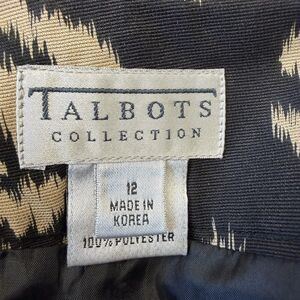 TALBOTS
COLLECTION
12
MADE IN
KOREA
100% POLYESTER